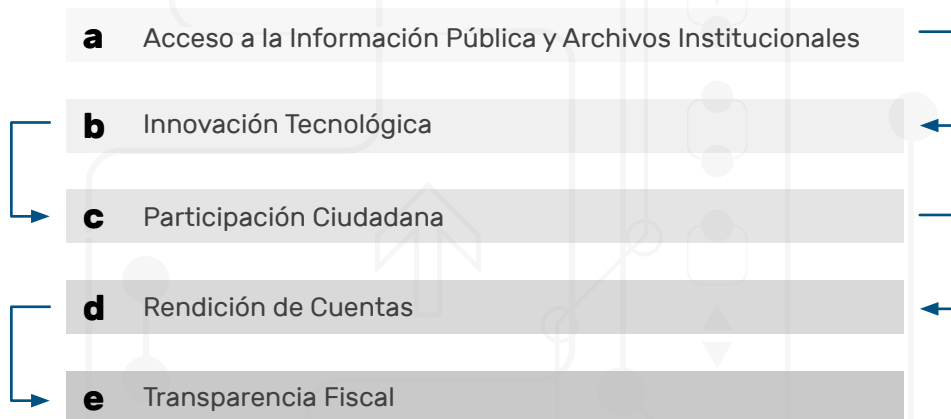 a Acceso a la Información Pública y Archivos Institucionales
b Innovación Tecnológica
c Participación Ciudadana
d Rendición de Cuentas
e Transparencia Fiscal